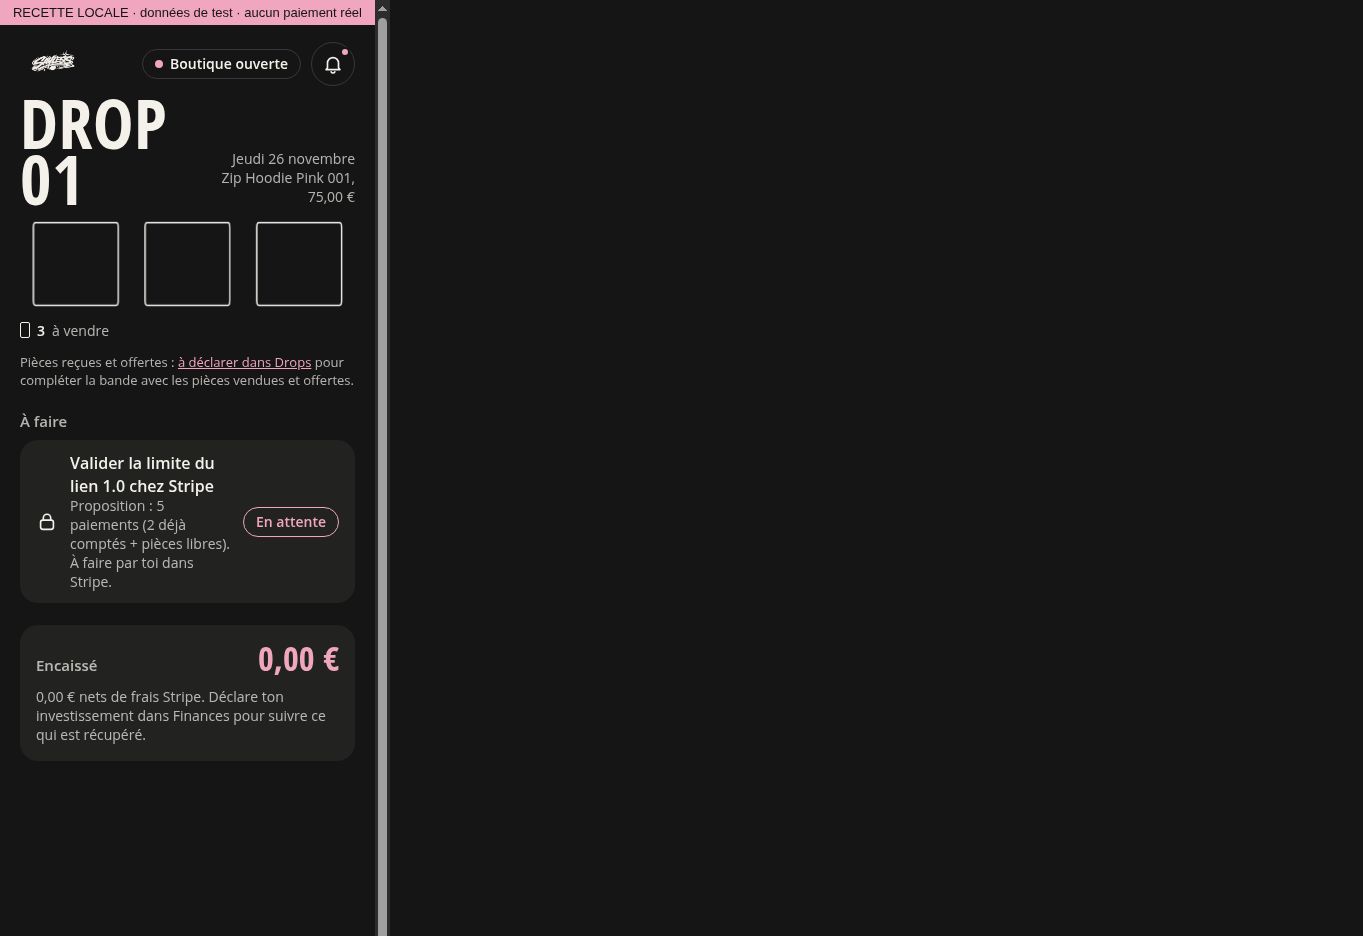 RECETTE LOCALE · données de test · aucun paiement réel
Boutique ouverte
DROP
01
Jeudi 26 novembre
Zip Hoodie Pink 001,
75,00 €
3 à vendre
Pièces reçues et offertes : à déclarer dans Drops pour
compléter la bande avec les pièces vendues et offertes.
À faire
Valider la limite du
lien 1.0 chez Stripe
Proposition : 5
paiements (2 déjà
comptés + pièces libres).
À faire par toi dans
Stripe.
En attente
Encaissé
0,00 €
0,00 € nets de frais Stripe. Déclare ton
investissement dans Finances pour suivre ce
qui est récupéré.